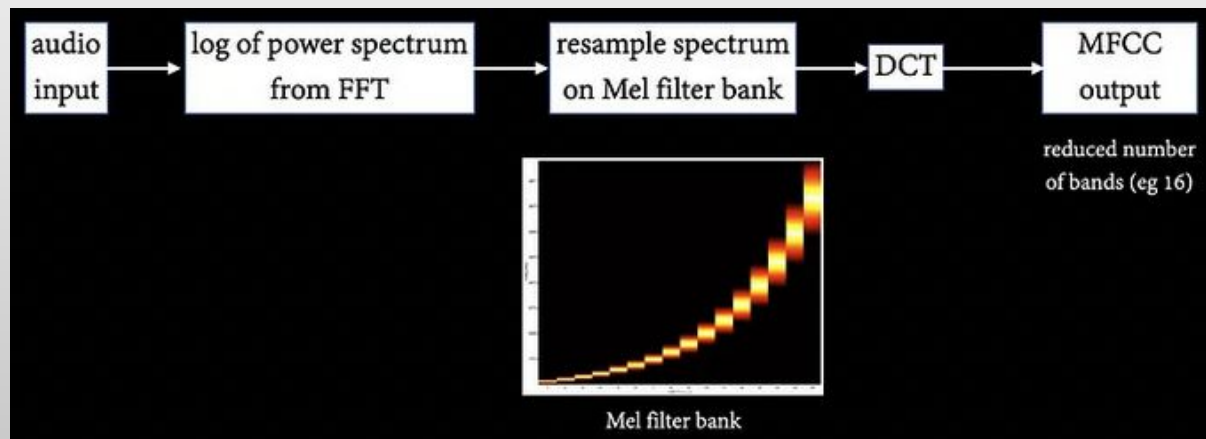 audio
input
log of power spectrum
from FFT
resample spectrum
on Mel filter bank
DCT
MFCC
output
reduced number
of bands (eg 16)
Mel filter bank